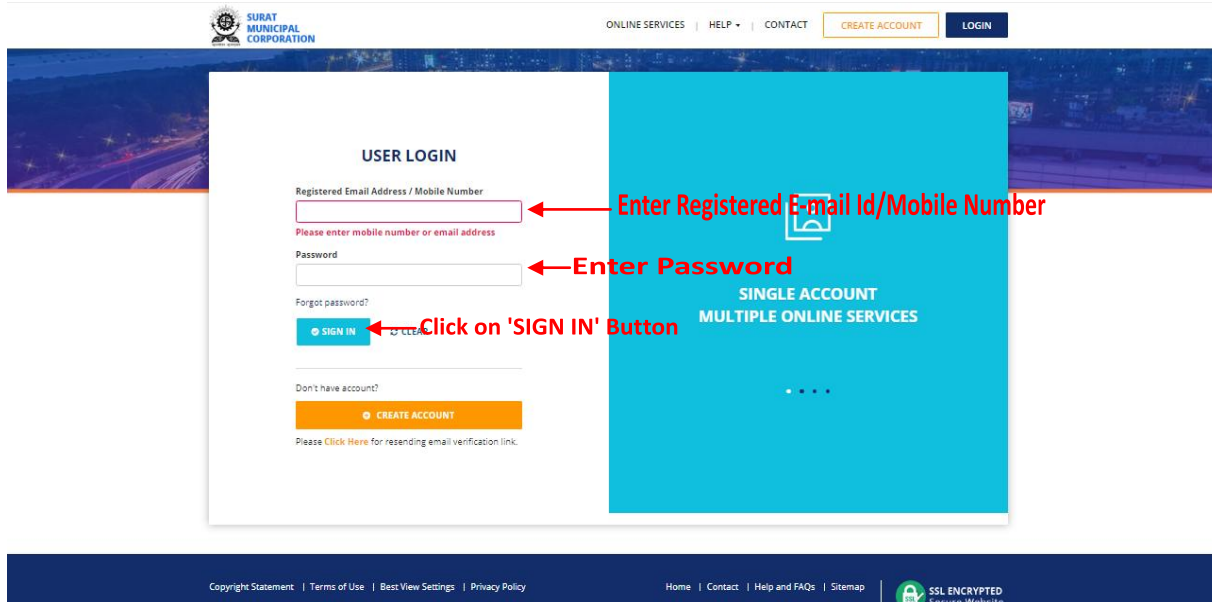 SURAT
MUNICIPAL
CORPORATION
ONLINE SERVICES | HELP | CONTACT CREATE ACCOUNT LOGIN
USER LOGIN
Registered Email Address / Mobile Number
Enter Registered E-mail Id/Mobile Number
Please enter mobile number or email address
Password
Enter Password
Forgot password?
SIGN IN CLEAR
Click on 'SIGN IN' Button
Don't have account?
CREATE ACCOUNT
Please Click Here for resending email verification link.
SINGLE ACCOUNT
MULTIPLE ONLINE SERVICES
Copyright Statement | Terms of Use | Best View Settings | Privacy Policy
Home | Contact | Help and FAQs | Sitemap
SSL
SSL ENCRYPTED
Secure Website